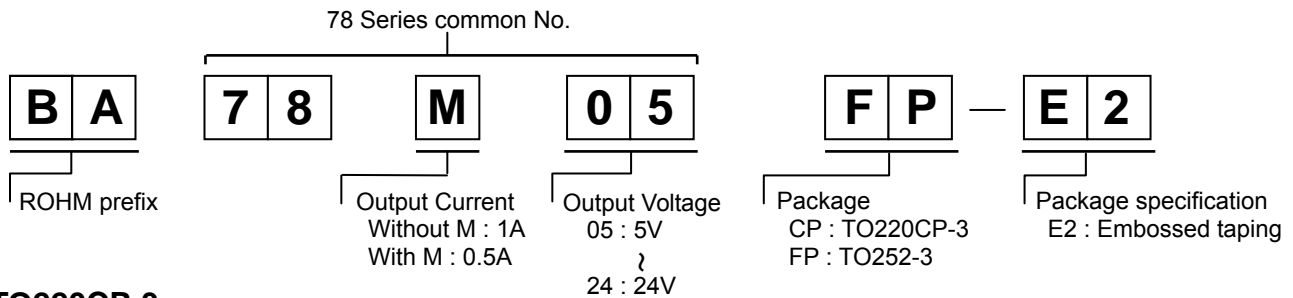 78 Series common No.
B A 7 8 M 0 5 F P — E 2
ROHM prefix
Output Current
Without M : 1A
With M : 0.5A
Output Voltage
05 : 5V
~
24 : 24V
Package
CP : TO220CP-3
FP : TO252-3
Package specification
E2 : Embossed taping